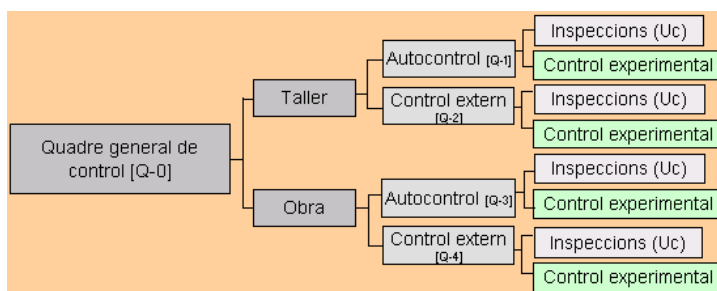 Quadre general de
control [Q-0]
Taller
Autocontrol [Q-1]
Inspeccions (Uc)
Control experimental
Control extern
[Q-2]
Inspeccions (Uc)
Control experimental
Obra
Autocontrol [Q-3]
Inspeccions (Uc)
Control experimental
Control extern
[Q-4]
Inspeccions (Uc)
Control experimental